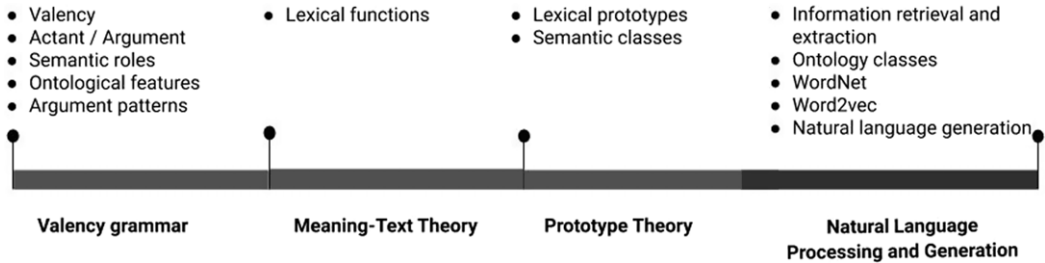 ● Valency
● Actant / Argument
● Semantic roles
● Ontological features
● Argument patterns
● Lexical functions
● Lexical prototypes
● Semantic classes
● Information retrieval and
extraction
● Ontology classes
● WordNet
● Word2vec
● Natural language generation
Valency grammar
Meaning-Text Theory
Prototype Theory
Natural Language
Processing and Generation